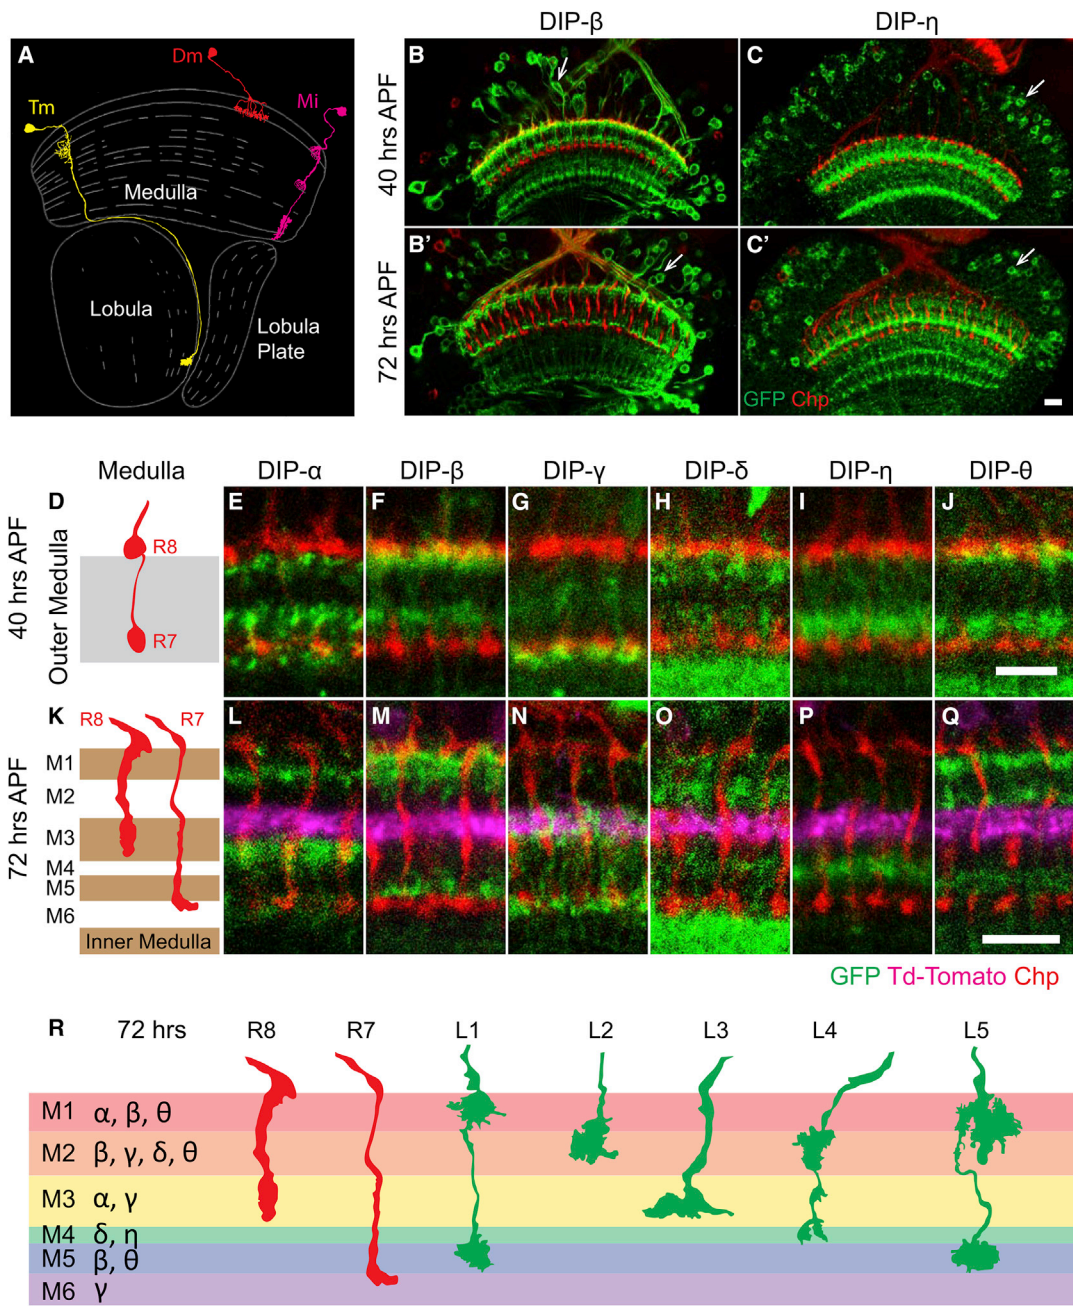 DIP-β DIP-η
A Tm Dm Mi Medulla Lobula Lobula Plate
40 hrs APF B C
72 hrs APF B' C' GFP Chp
Medulla DIP-α DIP-β DIP-γ DIP-δ DIP-η DIP-θ
40 hrs APF Outer Medulla D R8 R7 E F G H I J
72 hrs APF K R8 R7 L M N O P Q
M1
M2
M3
M4
M5
M6
Inner Medulla
GFP Td-Tomato Chp
R 72 hrs R8 R7 L1 L2 L3 L4 L5
M1 α, β, θ
M2 β, γ, δ, θ
M3 α, γ
M4 δ, η
M5 β, θ
M6 γ